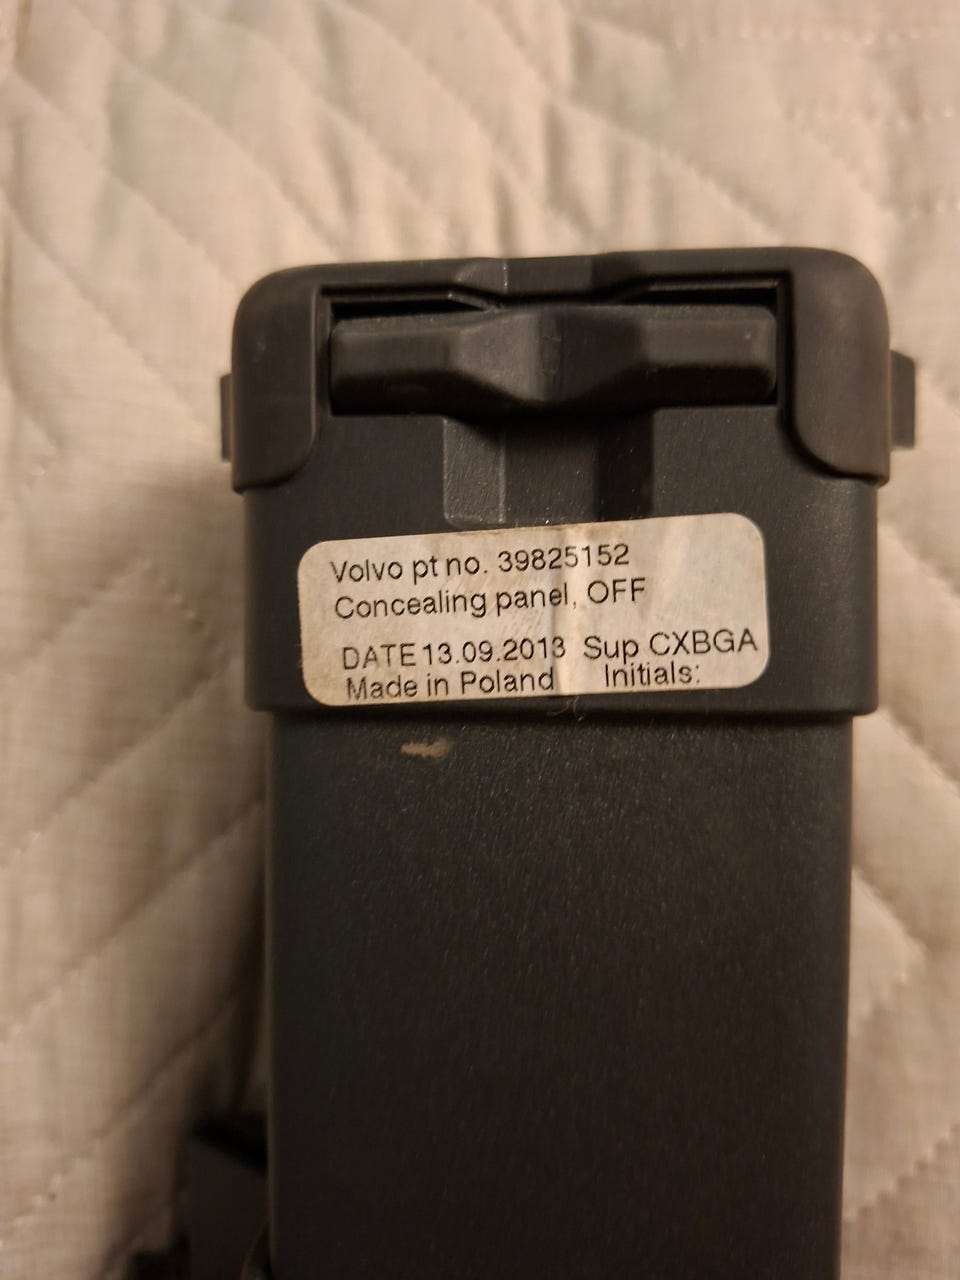 Volvo pt no. 39825152
Concealing panel, OFF
DATE 13.09.2013 Sup CXBGA
Made in Poland Initials: